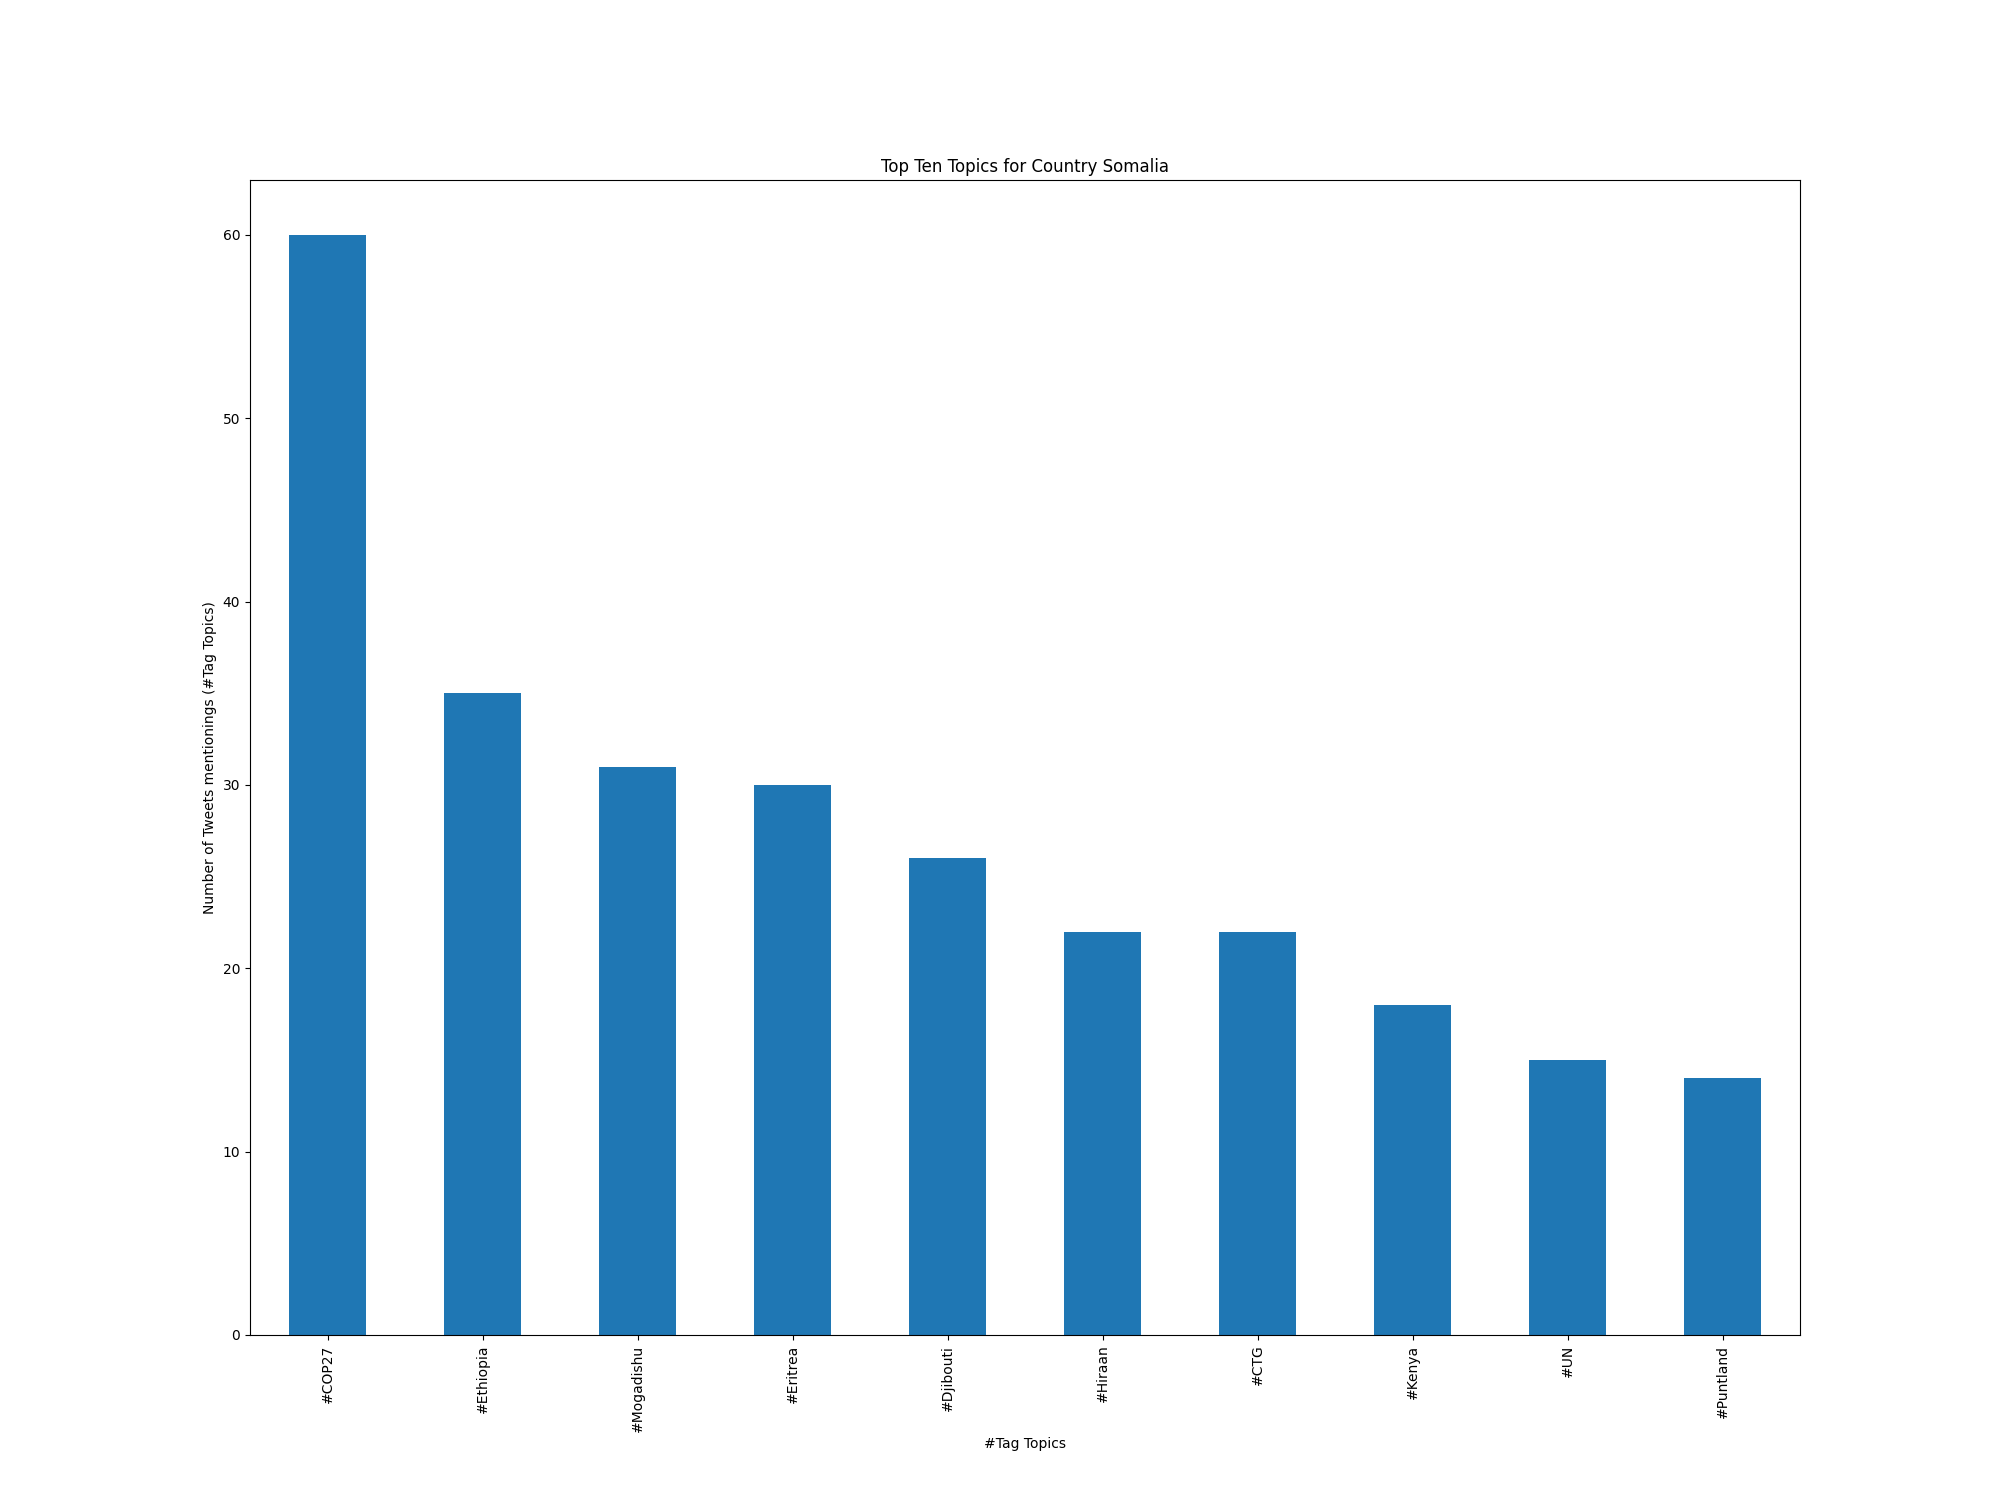 Top Ten Topics for Country Somalia
Number of Tweets mentionings (#Tag Topics)
60
50
40
30
20
10
0
#COP27
#Ethiopia
#Mogadishu
#Eritrea
#Djibouti
#Hiraan
#CTG
#Kenya
#UN
#Puntland
#Tag Topics